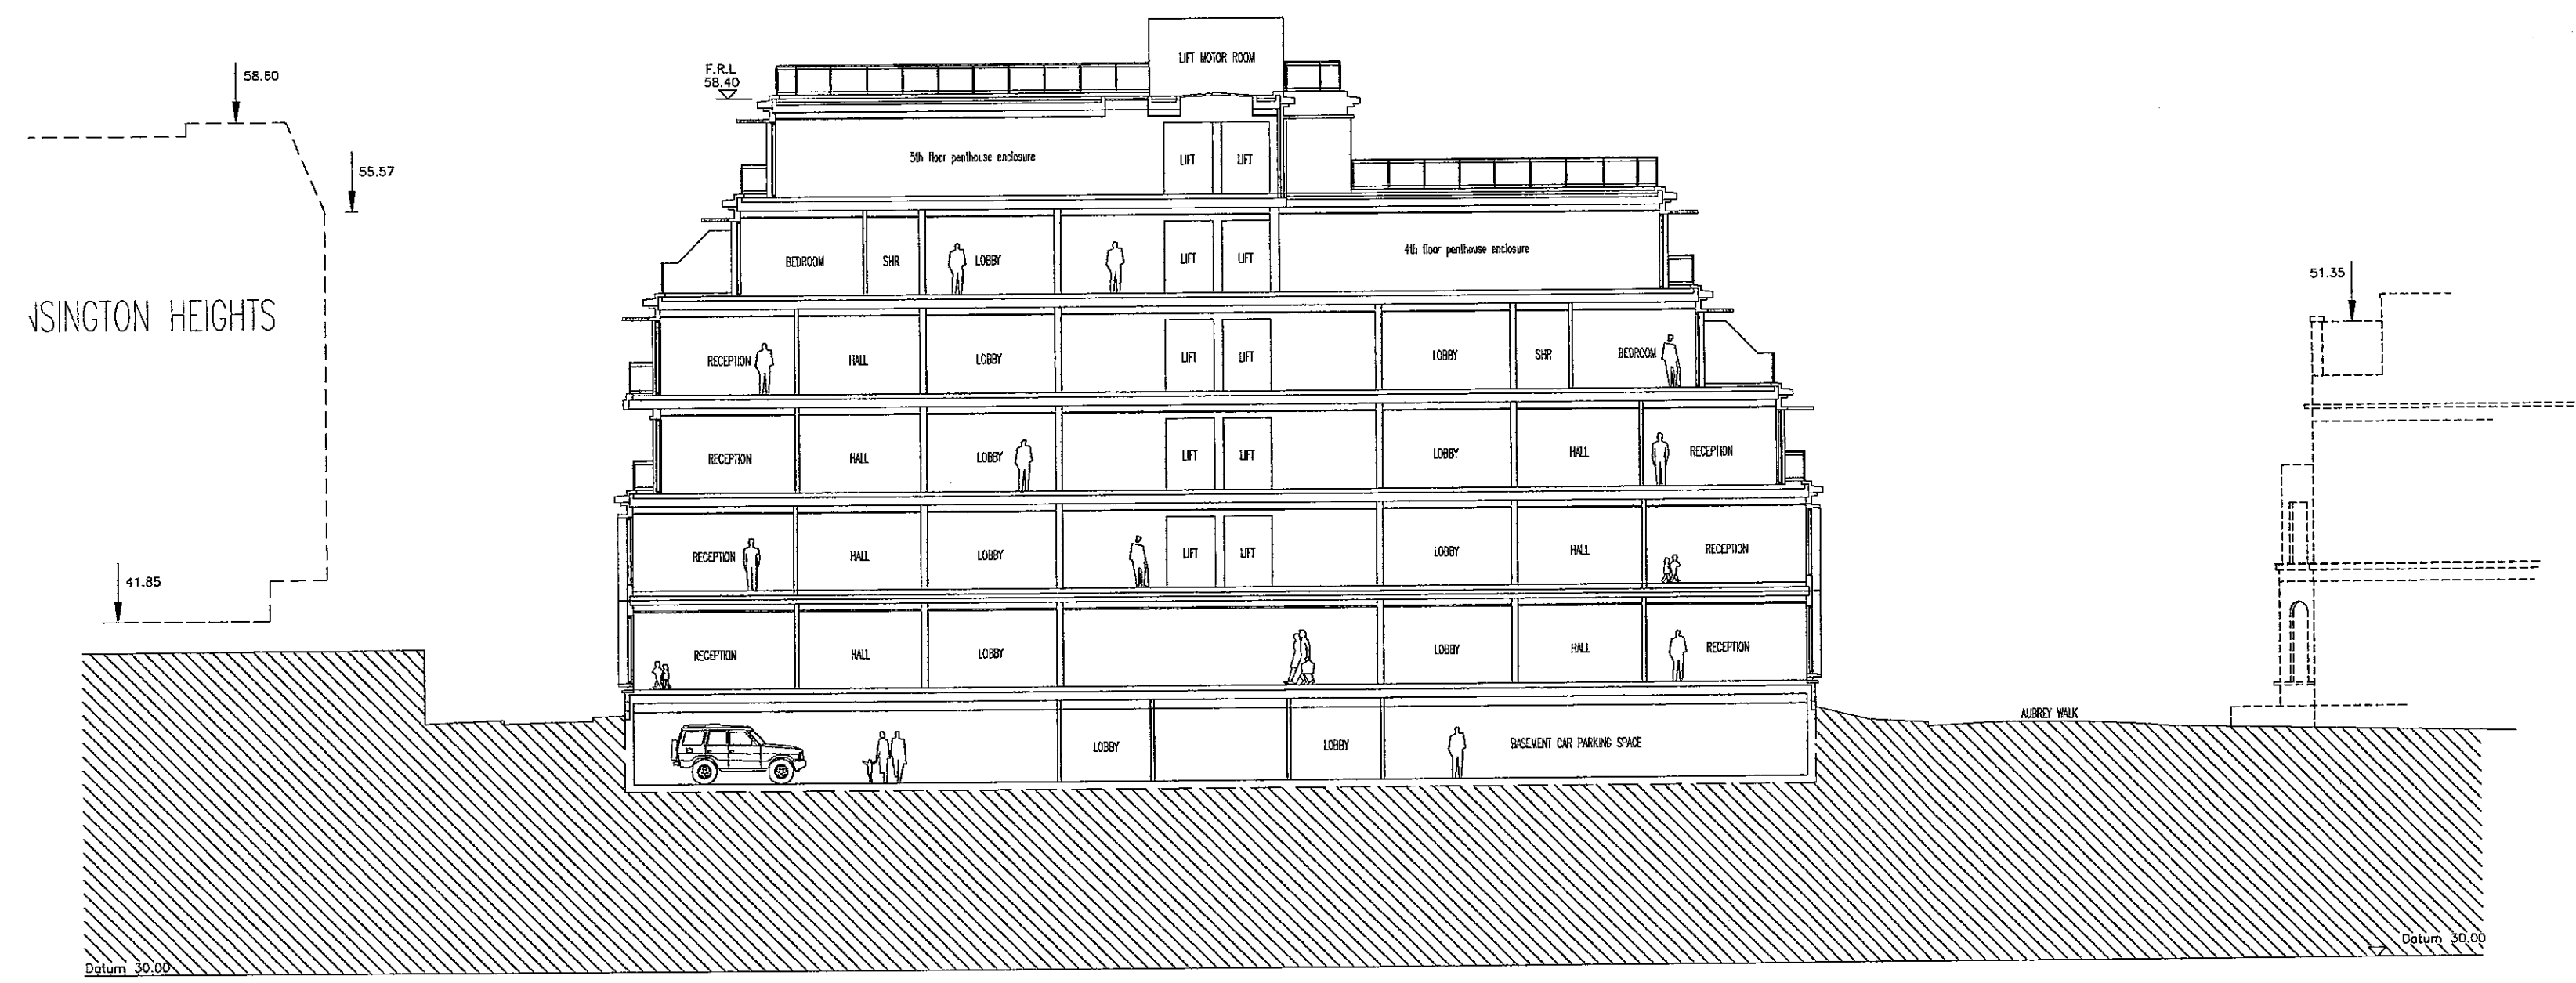 LIFT MOTOR ROOM
F.R.L
58.40
58.50
55.57
5th floor penthouse enclosure
LIFT
LIFT
BEDROOM
SHR
LOBBY
LIFT
LIFT
4th floor penthouse enclosure
51.35
NSINGTON HEIGHTS
RECEPTION
HALL
LOBBY
LIFT
LIFT
LOBBY
SHR
BEDROOM
RECEPTION
HALL
LOBBY
LIFT
LIFT
LOBBY
HALL
RECEPTION
41.85
RECEPTION
HALL
LOBBY
LIFT
LIFT
LOBBY
HALL
RECEPTION
RECEPTION
HALL
LOBBY
LOBBY
HALL
RECEPTION
AUBREY WALK
LOBBY
LOBBY
BASEMENT CAR PARKING SPACE
Datum 30.00
Datum 30.00